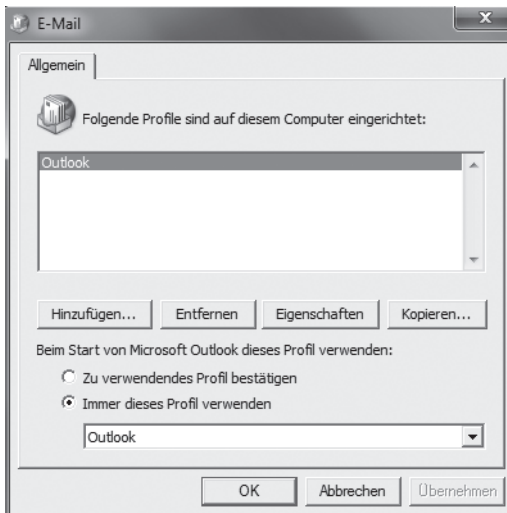 E-Mail
Allgemein
Folgende Profile sind auf diesem Computer eingerichtet:
Outlook
Hinzufügen... Entfernen Eigenschaften Kopieren...
Beim Start von Microsoft Outlook dieses Profil verwenden:
Zu verwendendes Profil bestätigen
Immer dieses Profil verwenden
Outlook
OK Abbrechen Übernehmen